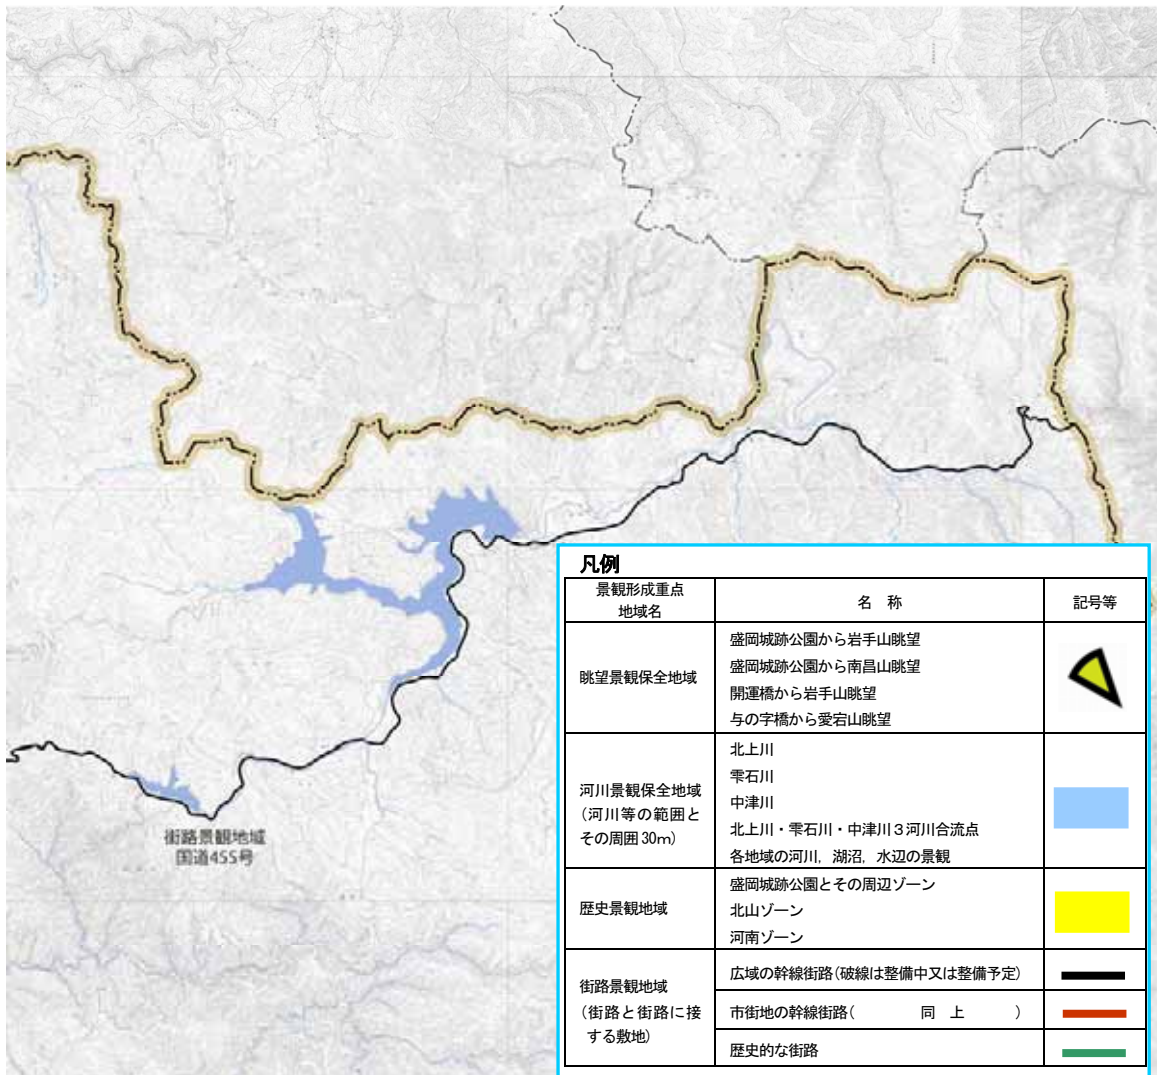 街路景観地域
国道455号
凡例
景観形成重点
地域名
名 称
記号等
眺望景観保全地域
盛岡城跡公園から岩手山眺望
盛岡城跡公園から南昌山眺望
開運橋から岩手山眺望
与の字橋から愛宕山眺望
河川景観保全地域
(河川等の範囲と
その周囲30m)
北上川
雫石川
中津川
北上川・雫石川・中津川3河川合流点
各地域の河川, 湖沼, 水辺の景観
歴史景観地域
盛岡城跡公園とその周辺ゾーン
北山ゾーン
河南ゾーン
街路景観地域
(街路と街路に接
する敷地)
広域の幹線街路(破線は整備中又は整備予定)
市街地の幹線街路( 同 上 )
歴史的な街路